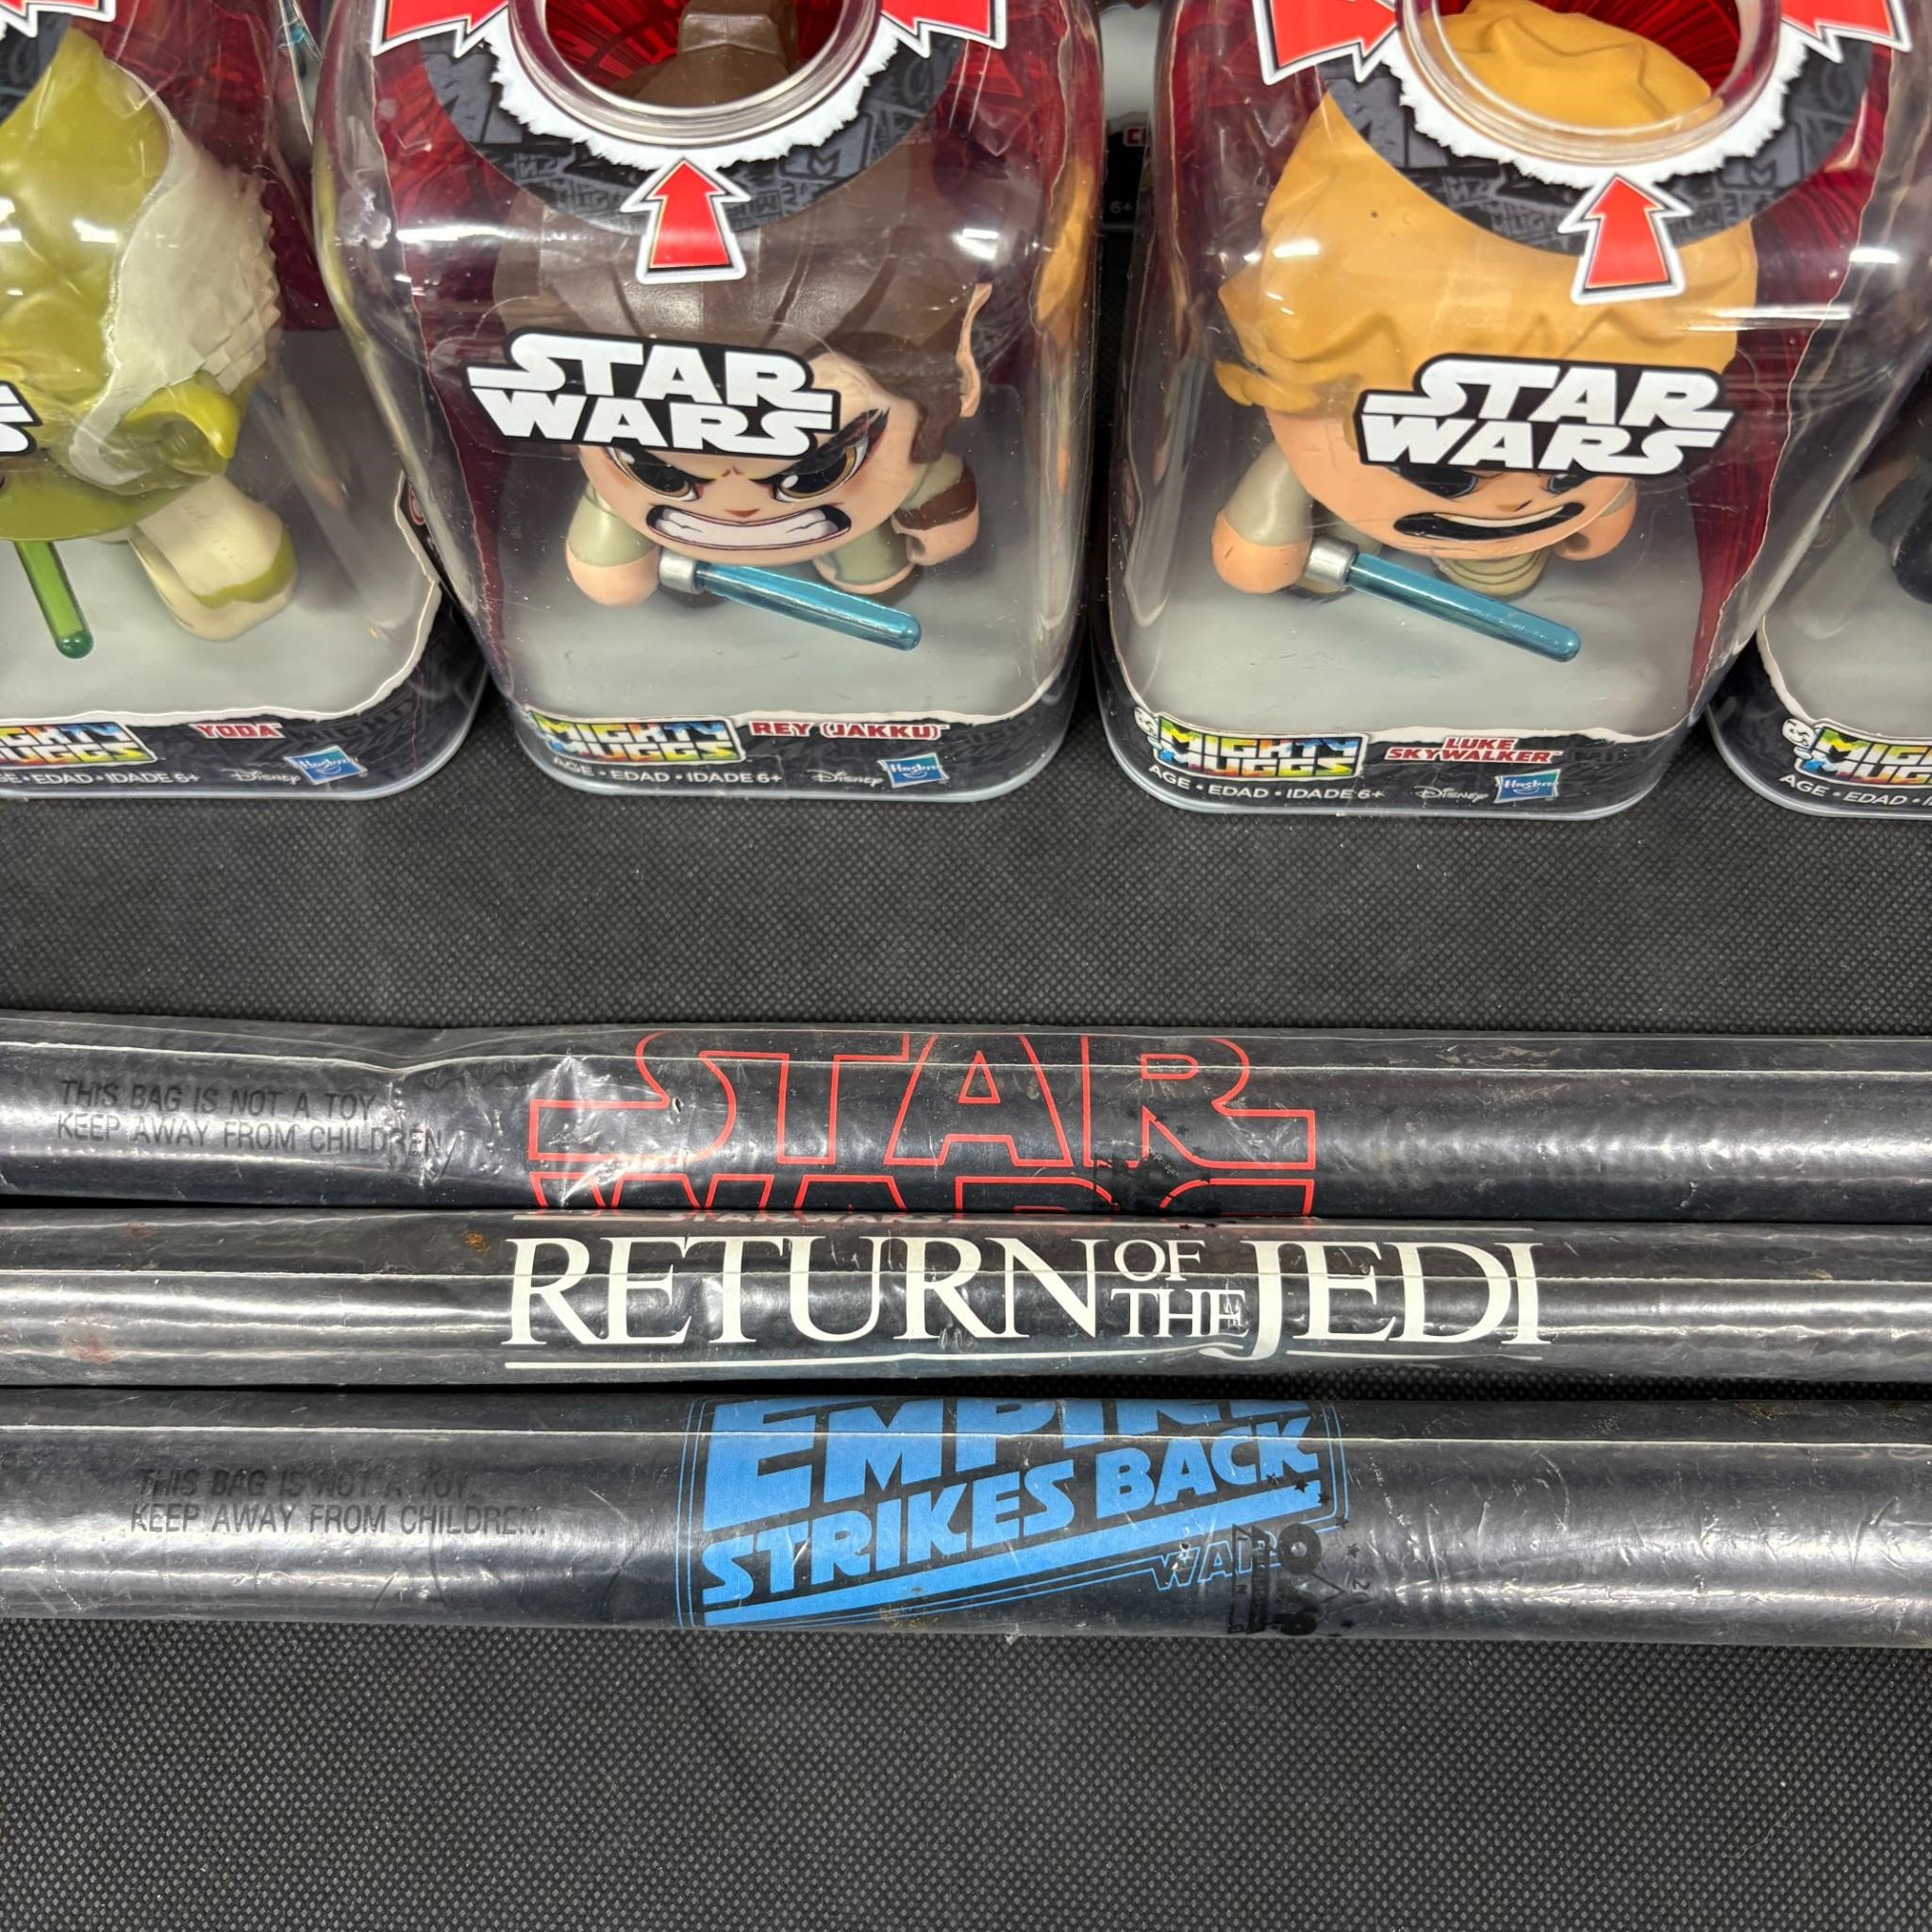 STAR
WARS
STAR
WARS
MIGHTY
MUGGS
YODA
EDAD • IDADE 6+
Disney
Hasbro
MIGHTY
MUGGS
REY (JAKKU)
AGE • EDAD • IDADE 6+
Disney
Hasbro
MIGHTY
MUGGS
LUKE
SKYWALKER
AGE • EDAD • IDADE 6+
Disney
Hasbro
AGE • EDAD •
THIS BAG IS NOT A TOY
KEEP AWAY FROM CHILDREN
STAR
WARS
RETURN OF THE JEDI
THIS BAG IS NOT A TOY.
KEEP AWAY FROM CHILDREN.
EMPIRE
STRIKES BACK